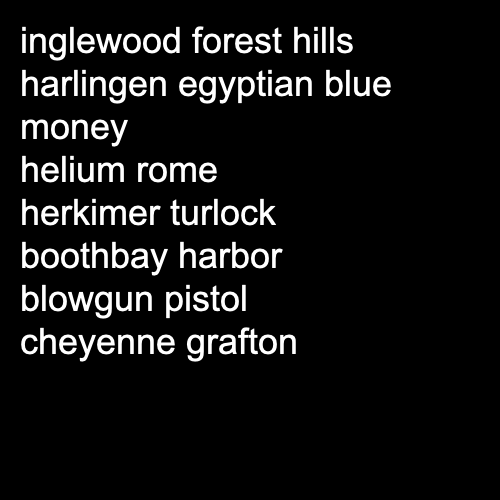 inglewood forest hills
harlingen egyptian blue
money
helium rome
herkimer turlock
boothbay harbor
blowgun pistol
cheyenne grafton